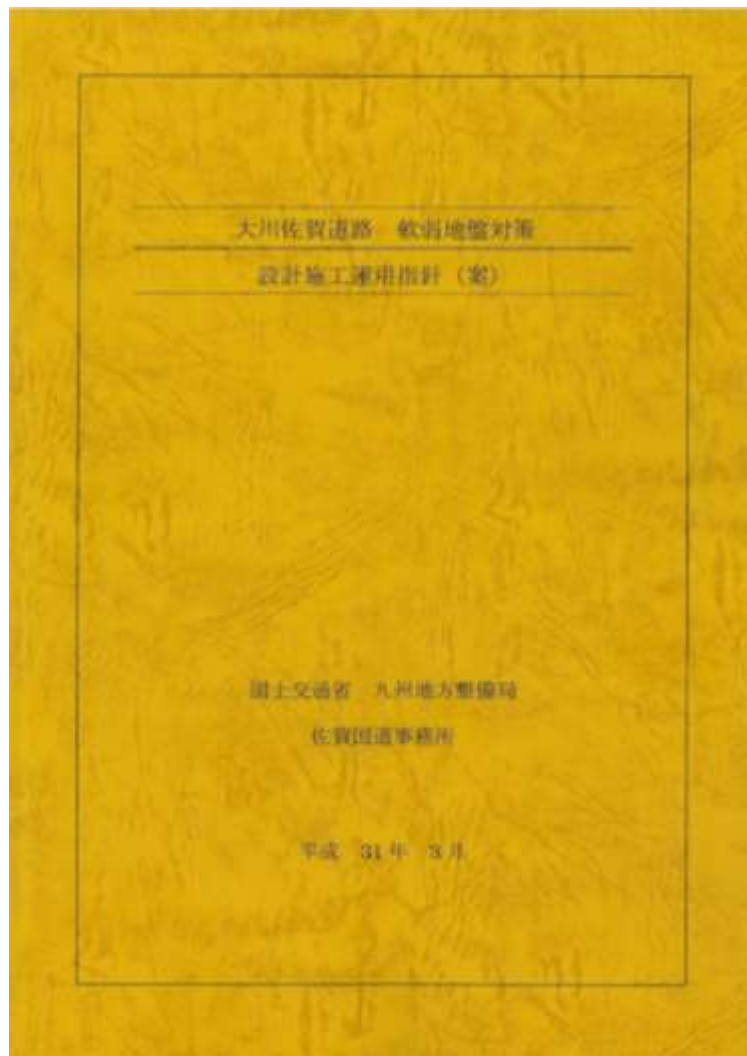 大川佐賀道路 軟弱地盤対策
設計施工運用指針（案）
国土交通省 九州地方整備局
佐賀国道事務所
平成 31年 3月